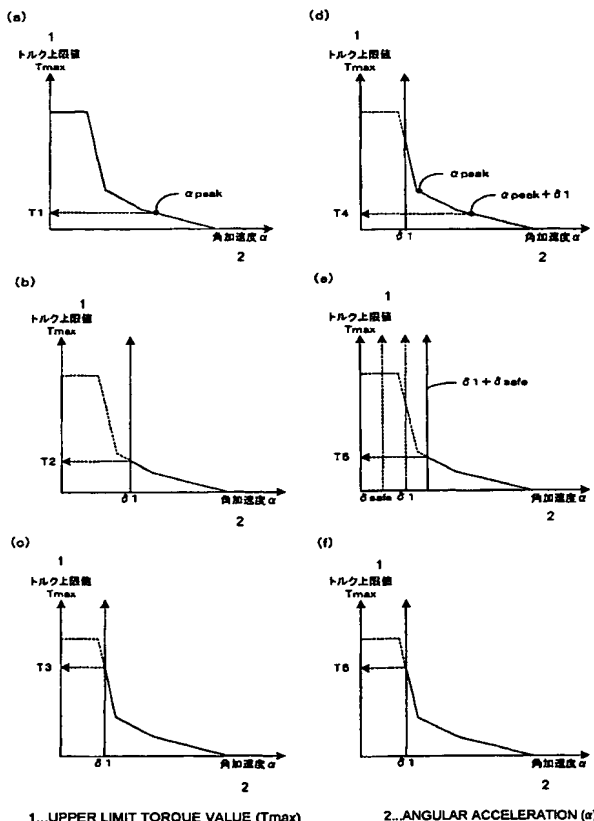 (a)
1
トルク上限値
Tmax
αpeak
T1
角加速度 α
2
(b)
1
トルク上限値
Tmax
T2
δ1
角加速度 α
2
(c)
1
トルク上限値
Tmax
T3
δ1
角加速度 α
2
(d)
1
トルク上限値
Tmax
αpeak
αpeak+δ1
T4
δ1
角加速度 α
2
(e)
1
トルク上限値
Tmax
δ1+δsafe
T5
δsafe
δ1
角加速度 α
2
(f)
1
トルク上限値
Tmax
T6
δ1
角加速度 α
2
1...UPPER LIMIT TORQUE VALUE (Tmax)
2...ANGULAR ACCELERATION (α)